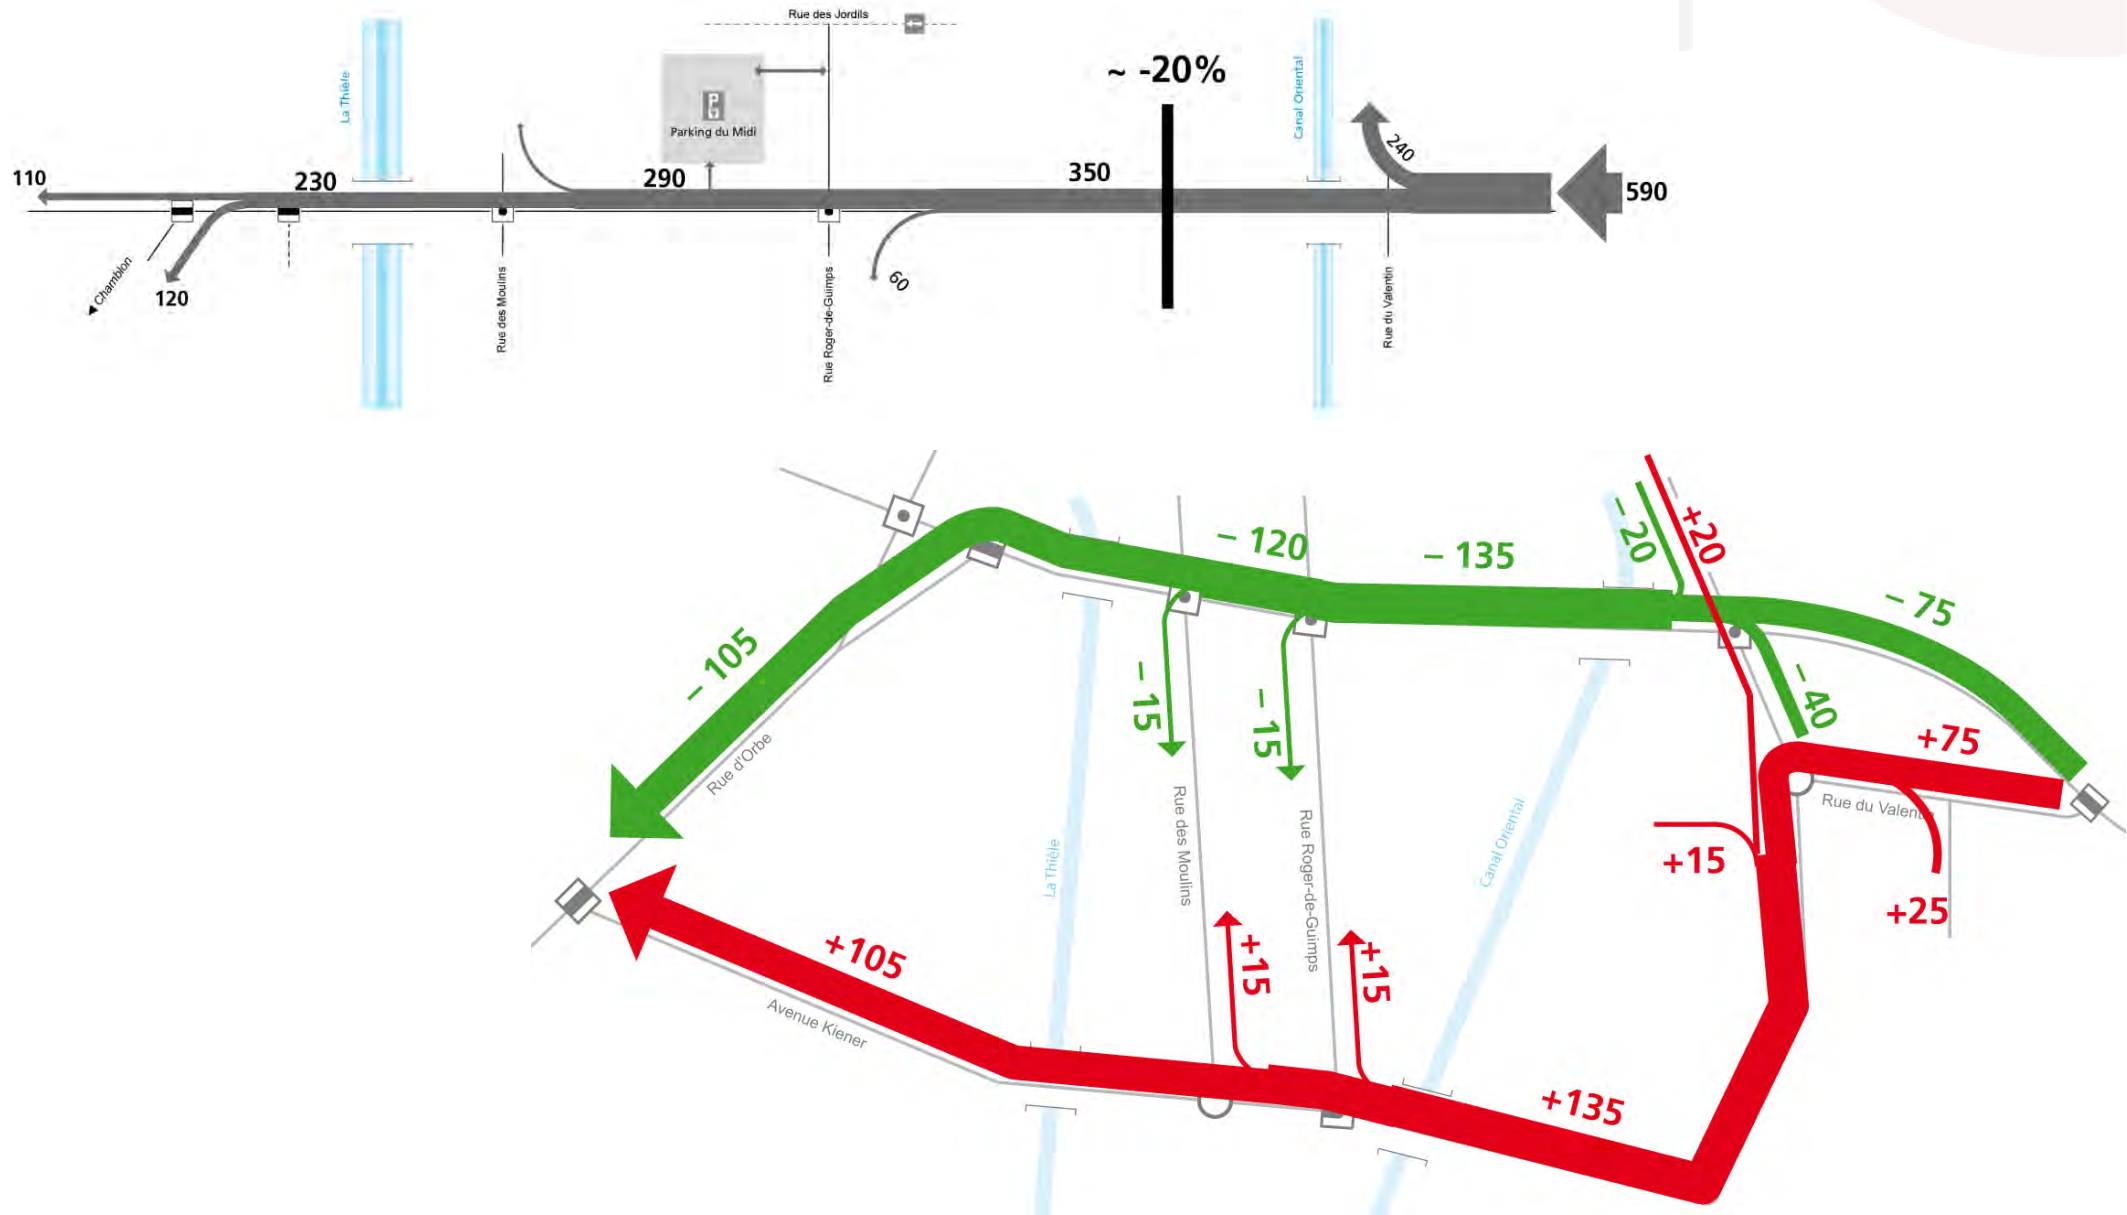 Rue des Jordils
~ -20%
La Thièle
Canal Oriental
P
Parking du Midi
240
110
230
290
350
590
60
Chamblon
120
Rue des Moulins
Rue Roger-de-Guimps
Rue du Valentin
– 20
+20
– 120
– 135
– 75
– 105
– 15
– 15
– 40
+75
Rue d'Orbe
Rue des Moulins
Rue Roger-de-Guimps
Rue du Valent
La Thièle
Canal Oriental
+15
+25
+105
+15
+15
Avenue Kiener
+135